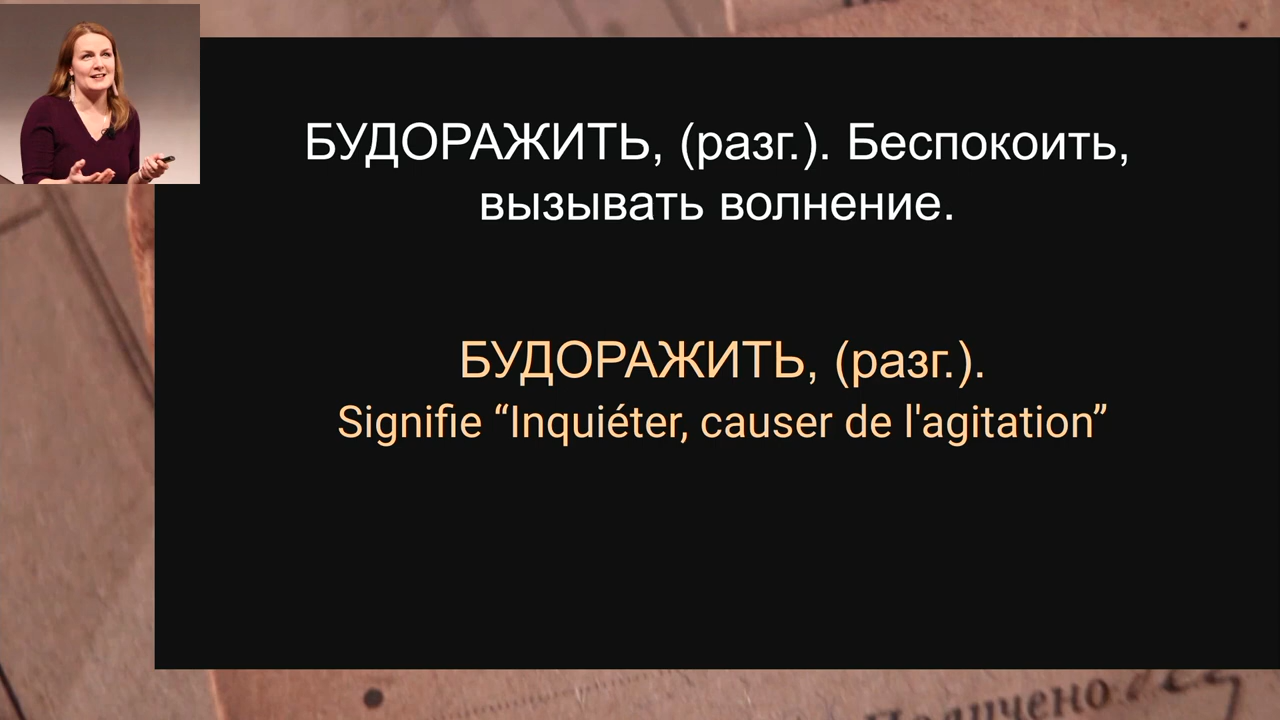 БУДОРАЖИТЬ, (разг.). Беспокоить,
вызывать волнение.
БУДОРАЖИТЬ, (разг.).
Signifie “Inquiéter, causer de l'agitation”